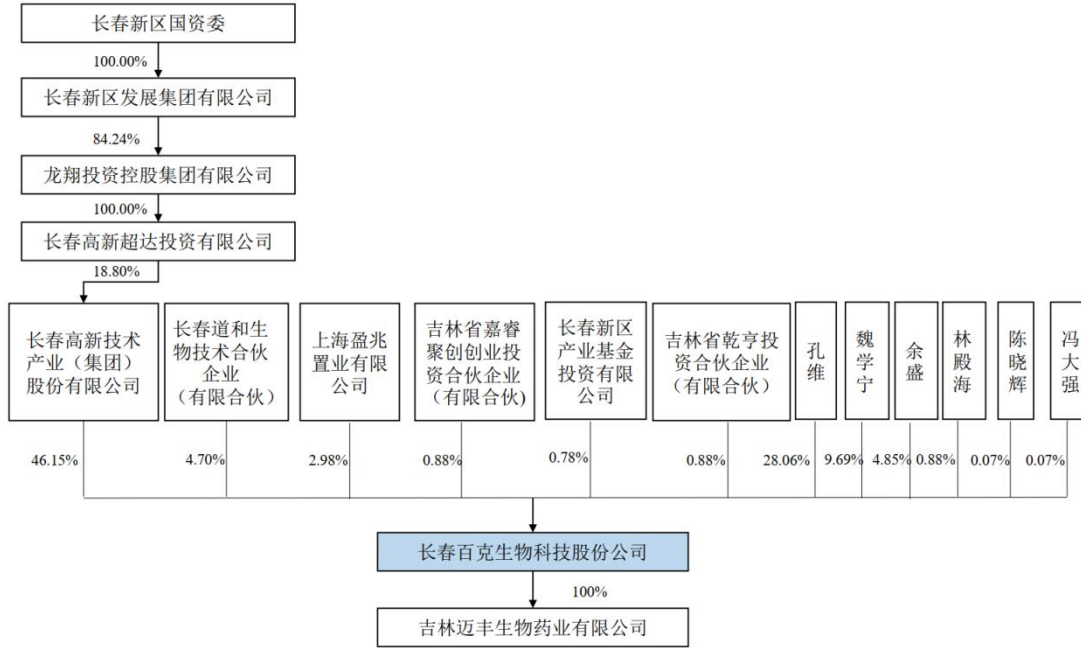 长春新区国资委
100.00%
长春新区发展集团有限公司
84.24%
龙翔投资控股集团有限公司
100.00%
长春高新超达投资有限公司
18.80%
长春高新技术
产业（集团）
股份有限公司
长春道和生
物技术合伙
企业
（有限合伙）
上海盈兆
置业有限
公司
吉林省嘉睿
聚创创业投
资合伙企业
（有限合伙)
长春新区
产业基金
投资有限
公司
吉林省乾亨投
资合伙企业
（有限合伙）
孔维
魏学宁
余盛
林殿海
陈晓辉
冯大强
46.15%
4.70%
2.98%
0.88%
0.78%
0.88%
28.06%
9.69%
4.85%
0.88%
0.07%
0.07%
长春百克生物科技股份公司
100%
吉林迈丰生物药业有限公司